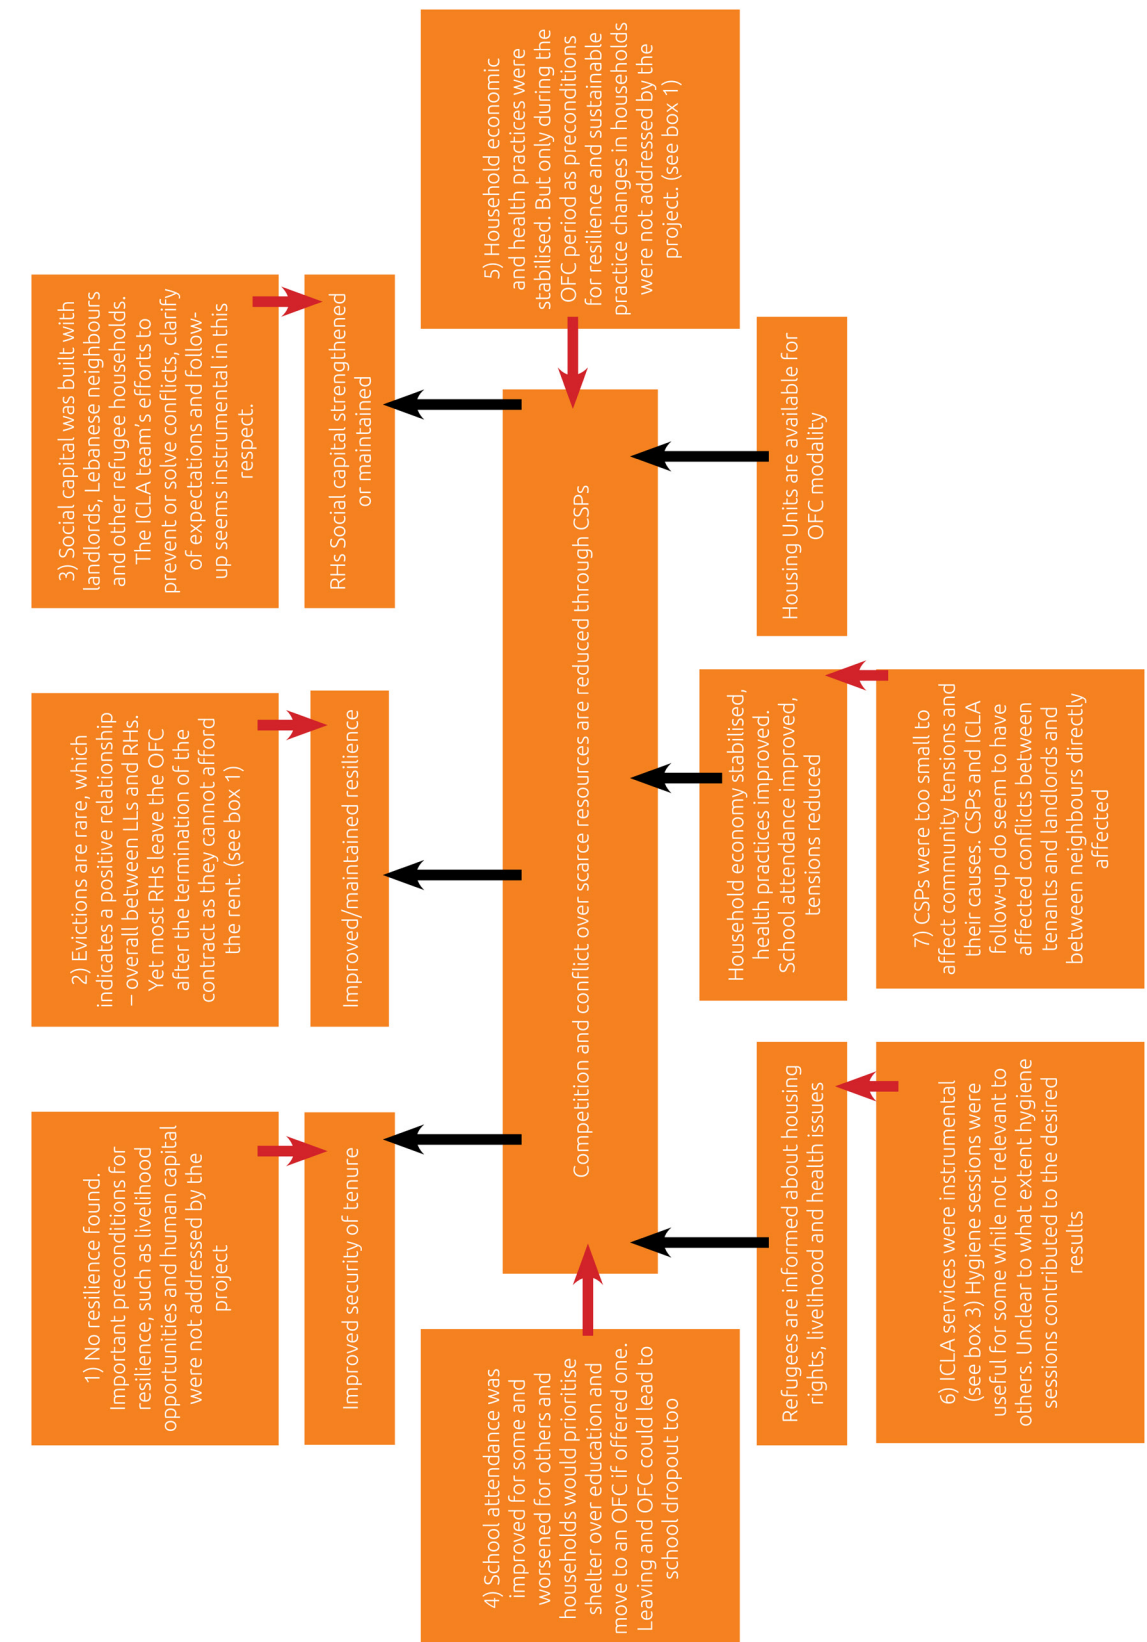 1) No resilience found.
Important preconditions for
resilience, such as livelihood
opportunities and human capital
were not addressed by the
project
2) Evictions are rare, which
indicates a positive relationship
– overall between LLs and RHs.
Yet most RHs leave the OFC
after the termination of the
contract as they cannot afford
the rent. (see box 1)
3) Social capital was built with
landlords, Lebanese neighbours
and other refugee households.
The ICLA team's efforts to
prevent or solve conflicts, clarify
of expectations and follow-
up seems instrumental in this
respect.
Improved security of tenure
Improved/maintained resilience
RHs Social capital strengthened
or maintained
4) School attendance was
improved for some and
worsened for others and
households would prioritise
shelter over education and
move to an OFC if offered one.
Leaving and OFC could lead to
school dropout too
Competition and conflict over scarce resources are reduced through CSPs
5) Household economic
and health practices were
stabilised. But only during the
OFC period as preconditions
for resilience and sustainable
practice changes in households
were not addressed by the
project. (see box 1)
Refugees are informed about housing
rights, livelihood and health issues
Household economy stabilised,
health practices improved.
School attendance improved,
tensions reduced
Housing Units are available for
OFC modality
6) ICLA services were instrumental
(see box 3) Hygiene sessions were
useful for some while not relevant to
others. Unclear to what extent hygiene
sessions contributed to the desired
results
7) CSPs were too small to
affect community tensions and
their causes. CSPs and ICLA
follow-up do seem to have
affected conflicts between
tenants and landlords and
between neighbours directly
affected